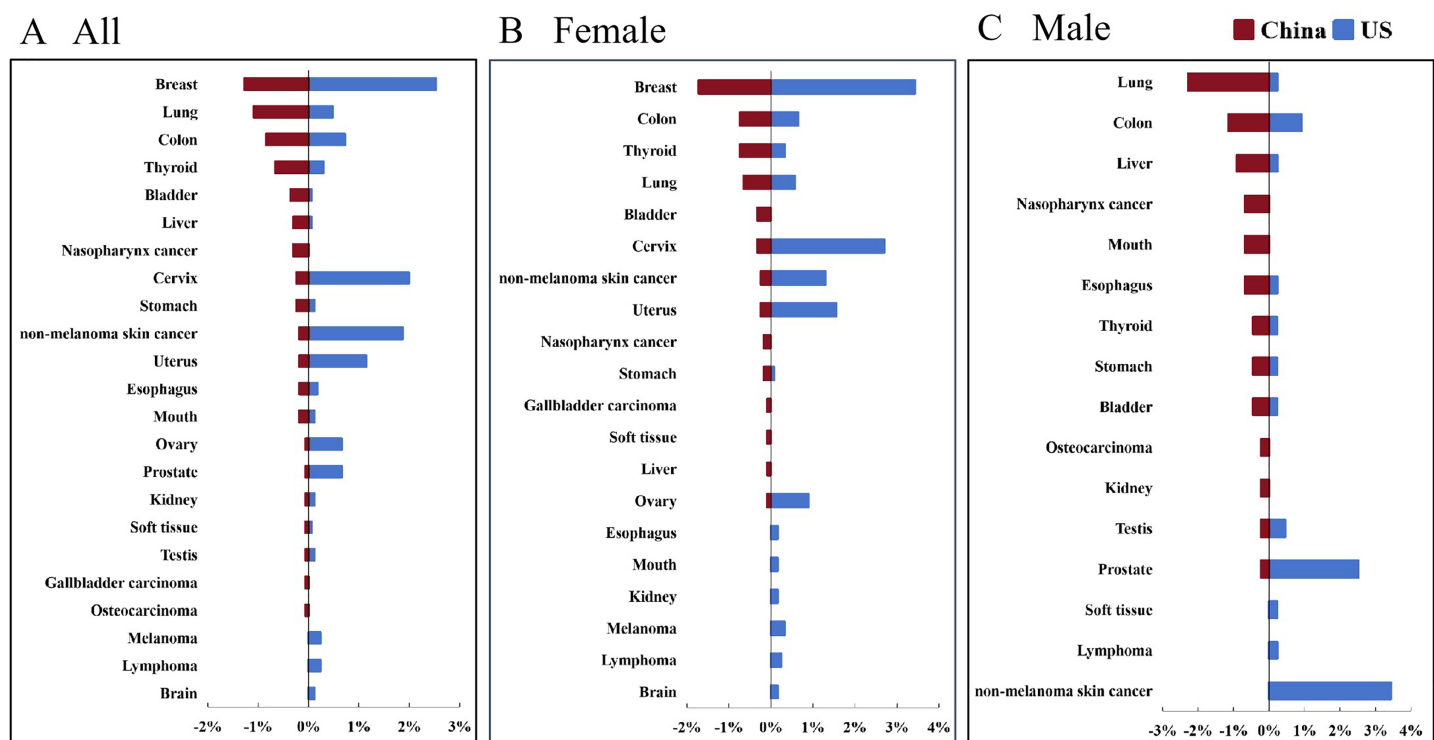 A All
Breast
Lung
Colon
Thyroid
Bladder
Liver
Nasopharynx cancer
Cervix
Stomach
non-melanoma skin cancer
Uterus
Esophagus
Mouth
Ovary
Prostate
Kidney
Soft tissue
Testis
Gallbladder carcinoma
Osteocarcinoma
Melanoma
Lymphoma
Brain
-2% -1% 0% 1% 2% 3%
B Female
Breast
Colon
Thyroid
Lung
Bladder
Cervix
non-melanoma skin cancer
Uterus
Nasopharynx cancer
Stomach
Gallbladder carcinoma
Soft tissue
Liver
Ovary
Esophagus
Mouth
Kidney
Melanoma
Lymphoma
Brain
-2% -1% 0% 1% 2% 3% 4%
C Male
China US
Lung
Colon
Liver
Nasopharynx cancer
Mouth
Esophagus
Thyroid
Stomach
Bladder
Osteocarcinoma
Kidney
Testis
Prostate
Soft tissue
Lymphoma
non-melanoma skin cancer
-3% -2% -1% 0% 1% 2% 3% 4%